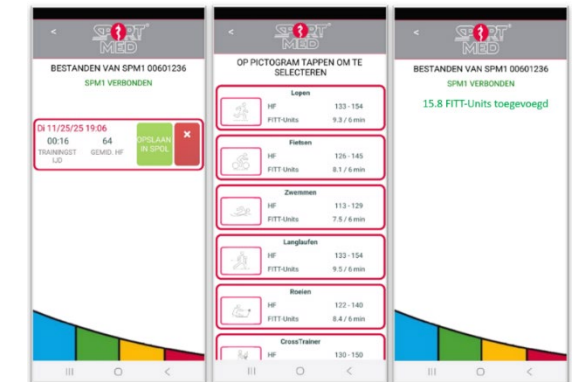 <
SPORT
MED
BESTANDEN VAN SPM1 00601236
SPM1 VERBONDEN
Di 11/25/25 19:06
00:16 64
TRAININGST
IJD
GEMID. HF
OPSLAAN
IN SPOL
×
<
SPORT
MED
OP PICTOGRAM TAPPEN OM TE
SELECTEREN
Lopen
HF 133 - 154
FITT-Units 9.3 / 6 min
Fietsen
HF 126 - 145
FITT-Units 8.1 / 6 min
Zwemmen
HF 113 - 129
FITT-Units 7.5 / 6 min
Langlaufen
HF 133 - 154
FITT-Units 9.5 / 6 min
Roeien
HF 122 - 140
FITT-Units 8.4 / 6 min
CrossTrainer
HF 130 - 150
<
SPORT
MED
BESTANDEN VAN SPM1 00601236
SPM1 VERBONDEN
15.8 FITT-Units toegevoegd